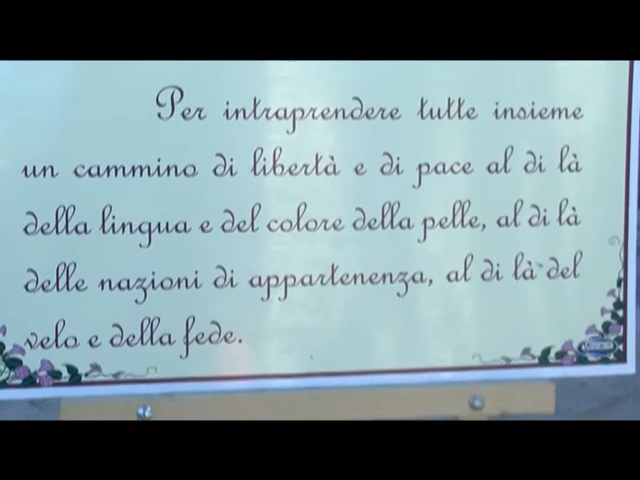 Per intraprendere tutte insieme
un cammino di libertà e di pace al di là
della lingua e del colore della pelle, al di là
delle nazioni di appartenenza, al di là del
velo e della fede.